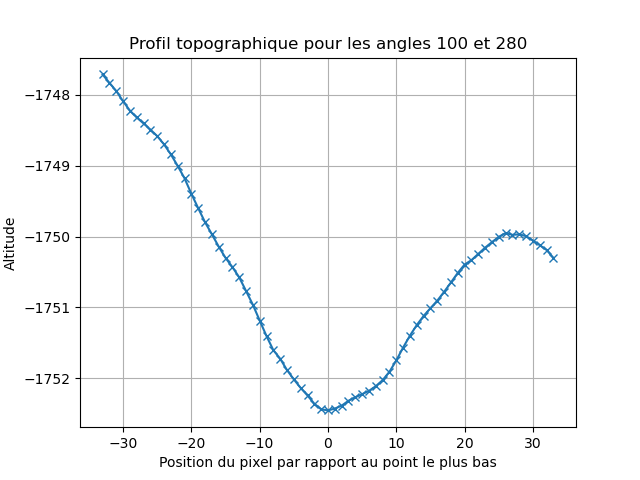 Profil topographique pour les angles 100 et 280
Altitude
−1748
−1749
−1750
−1751
−1752
−30 −20 −10 0 10 20 30
Position du pixel par rapport au point le plus bas